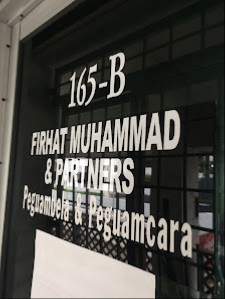 165-B
FIRHAT MUHAMMAD
& PARTNERS
Peguambela & Peguamcara